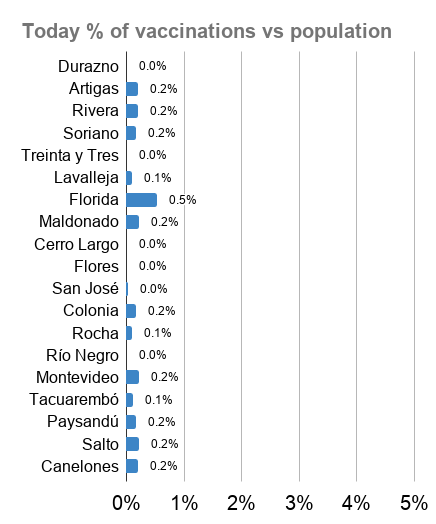 Today % of vaccinations vs population
Durazno 0.0%
Artigas 0.2%
Rivera 0.2%
Soriano 0.2%
Treinta y Tres 0.0%
Lavalleja 0.1%
Florida 0.5%
Maldonado 0.2%
Cerro Largo 0.0%
Flores 0.0%
San José 0.0%
Colonia 0.2%
Rocha 0.1%
Río Negro 0.0%
Montevideo 0.2%
Tacuarembó 0.1%
Paysandú 0.2%
Salto 0.2%
Canelones 0.2%
0% 1% 2% 3% 4% 5%